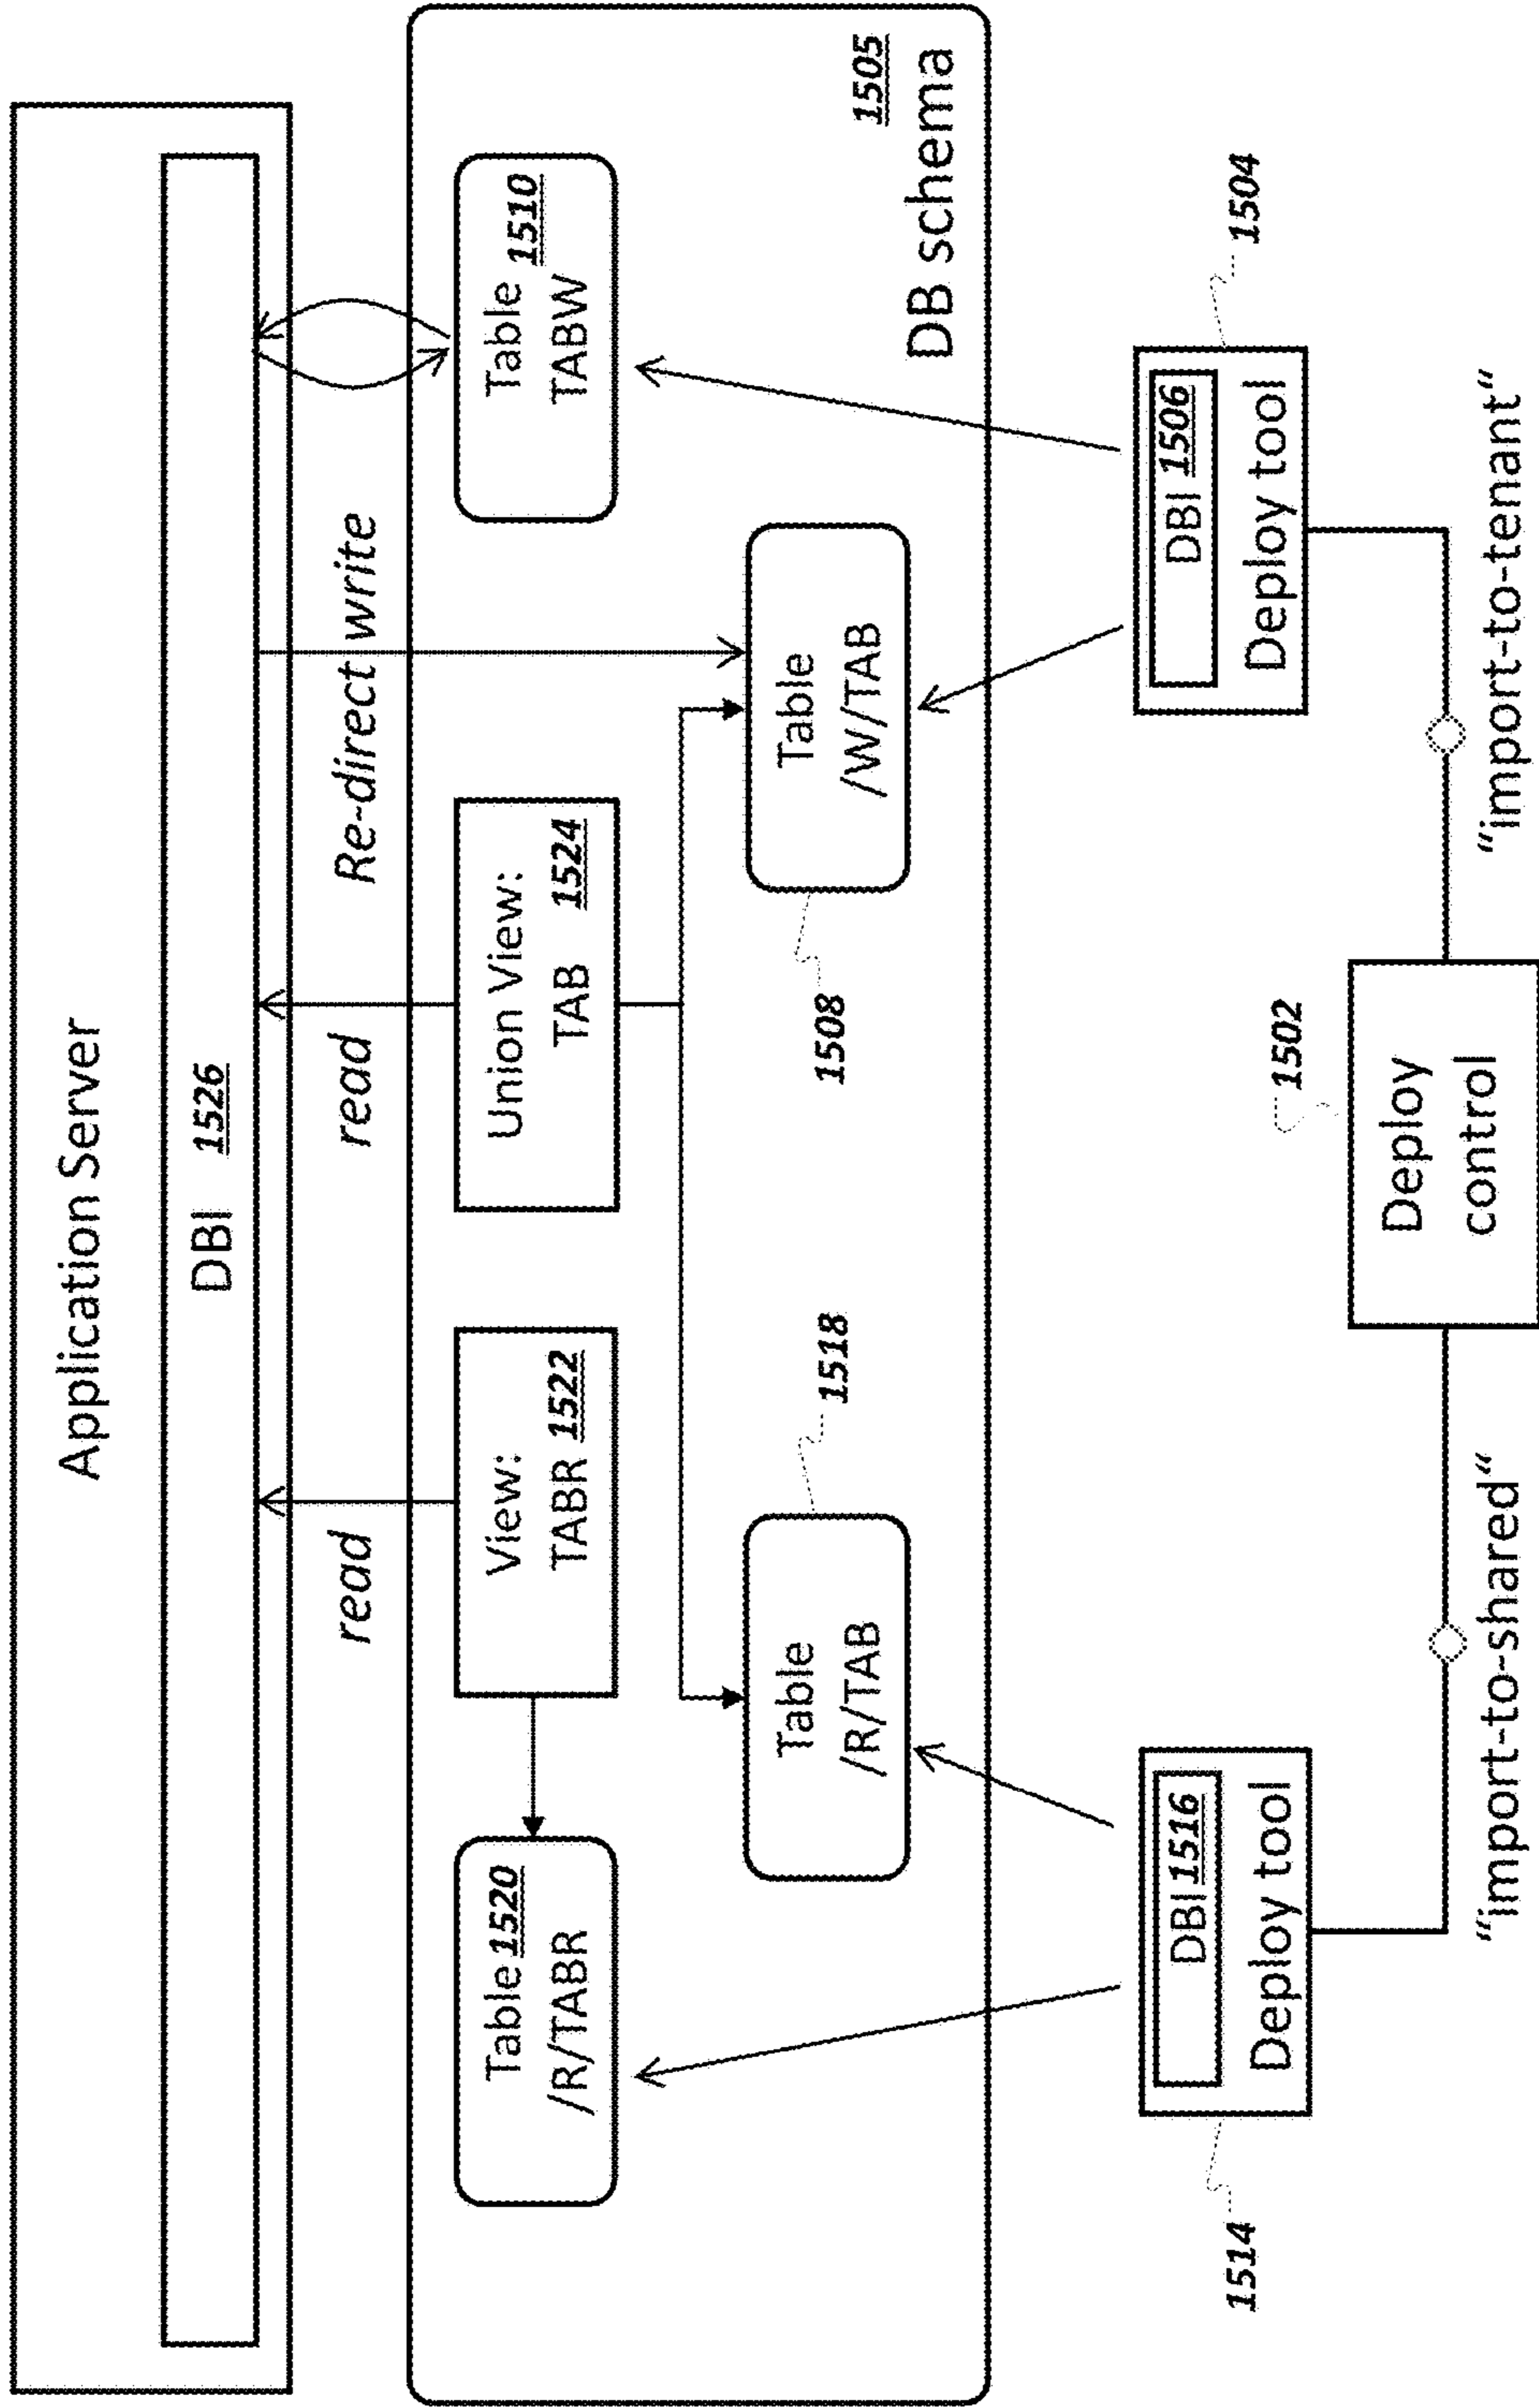 Application Server
DBI 1526
read
read
Re-direct write
Table 1520
/R/TABR
View:
TABR 1522
Union View:
TAB 1524
Table 1510
TABW
Table
/R/TAB
1518
Table
/W/TAB
1508
1505
DB schema
1514
DBI 1516
Deploy tool
DBI 1506
Deploy tool
1504
1502
Deploy
control
“import-to-shared“
“import-to-tenant“